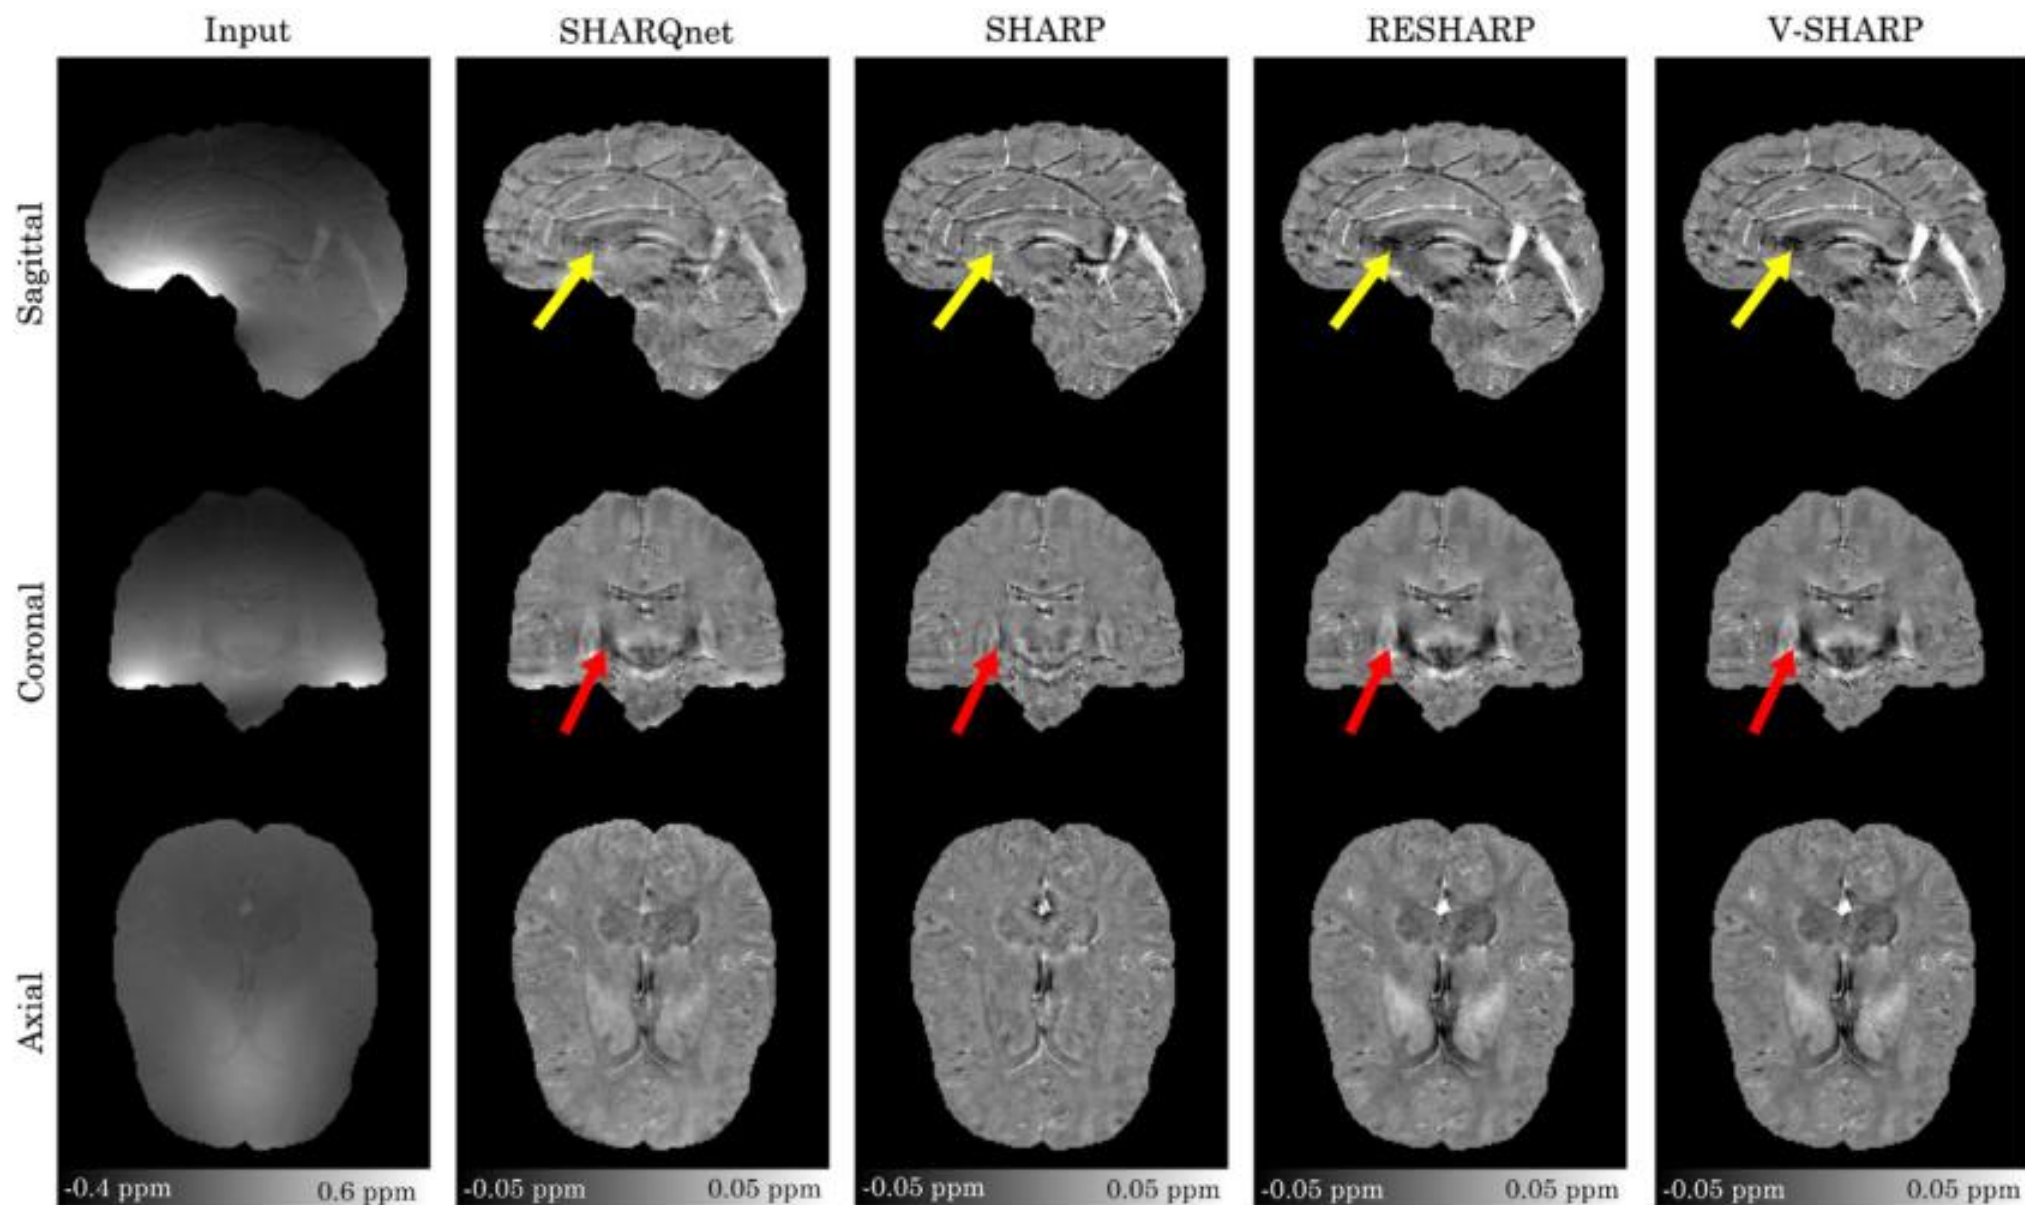 Input SHARQnet SHARP RESHARP V-SHARP
Sagittal
Coronal
Axial
-0.4 ppm 0.6 ppm -0.05 ppm 0.05 ppm -0.05 ppm 0.05 ppm -0.05 ppm 0.05 ppm -0.05 ppm 0.05 ppm